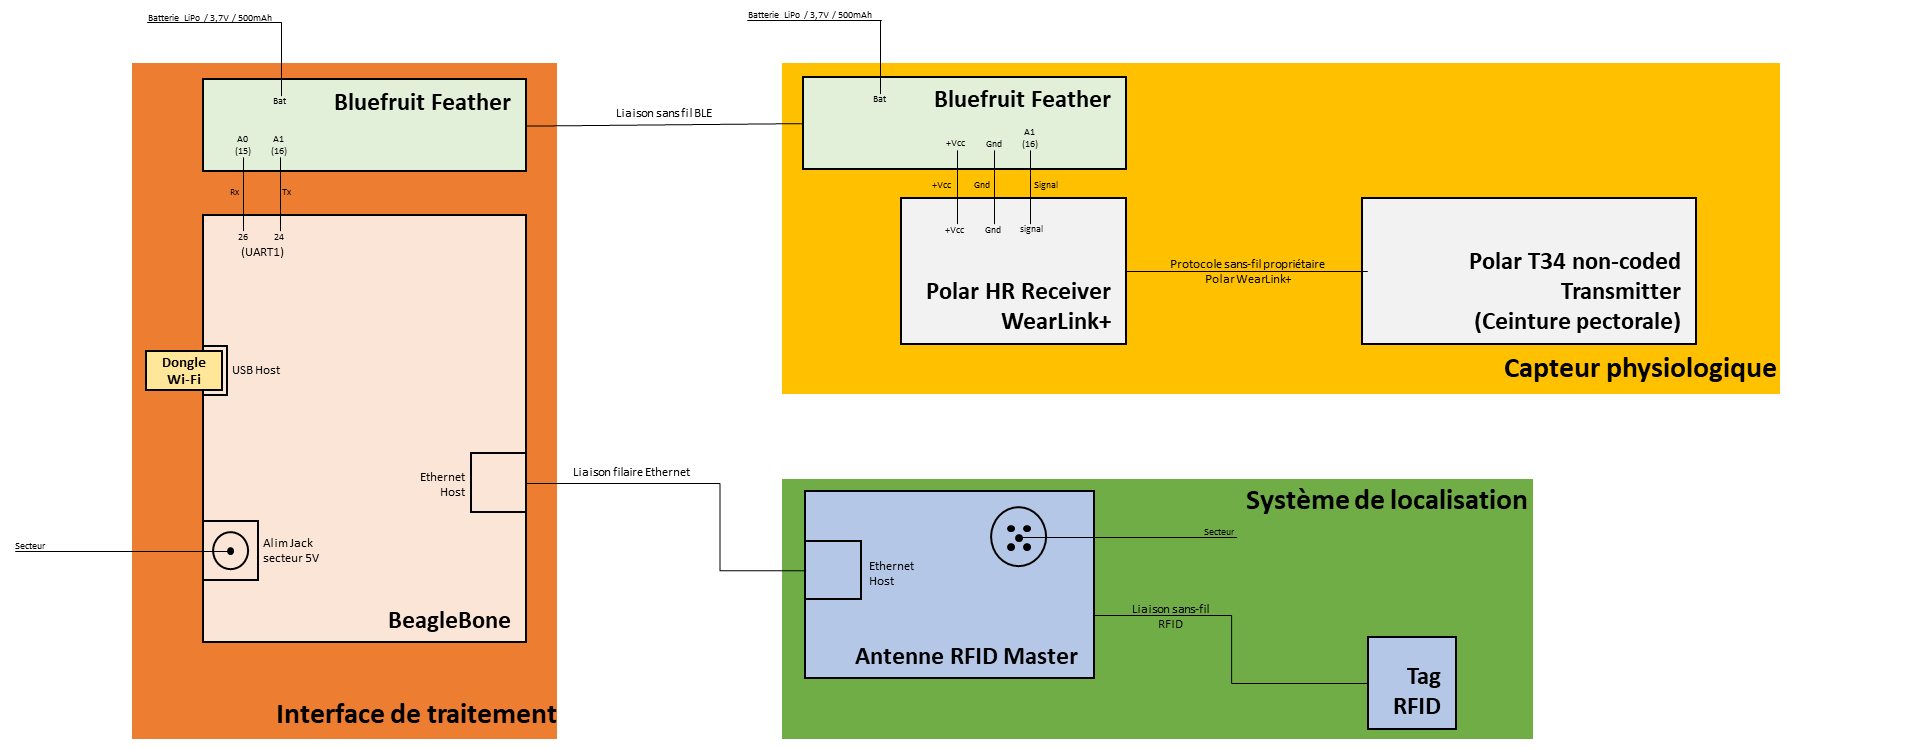 Batterie LiPo / 3,7V / 500mAh
Bat
Bluefruit Feather
A0
(15)
A1
(16)
Rx
Tx
26
24
(UART1)
Dongle
Wi-Fi
USB Host
Ethernet
Host
Secteur
Alim Jack
secteur 5V
BeagleBone
Interface de traitement
Liaison sans fil BLE
Liaison filaire Ethernet
Batterie LiPo / 3,7V / 500mAh
Bat
Bluefruit Feather
+Vcc
Gnd
A1
(16)
+Vcc
Gnd
Signal
+Vcc
Gnd
signal
Polar HR Receiver
WearLink+
Protocole sans-fil propriétaire
Polar WearLink+
Polar T34 non-coded
Transmitter
(Ceinture pectorale)
Capteur physiologique
Système de localisation
Secteur
Ethernet
Host
Antenne RFID Master
Liaison sans-fil
RFID
Tag
RFID